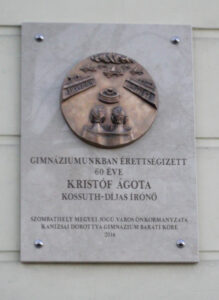 GIMNÁZIUMUNKBAN ÉRETTSÉGIZETT
60 ÉVE
KRISTÓF ÁGOTA
KOSSUTH-DÍJAS ÍRÓNŐ
SZOMBATHELY MEGYEI JOGÚ VÁROS ÖNKORMÁNYZATA
KANIZSAI DOROTTYA GIMNÁZIUM BARÁTI KÖRE
2014